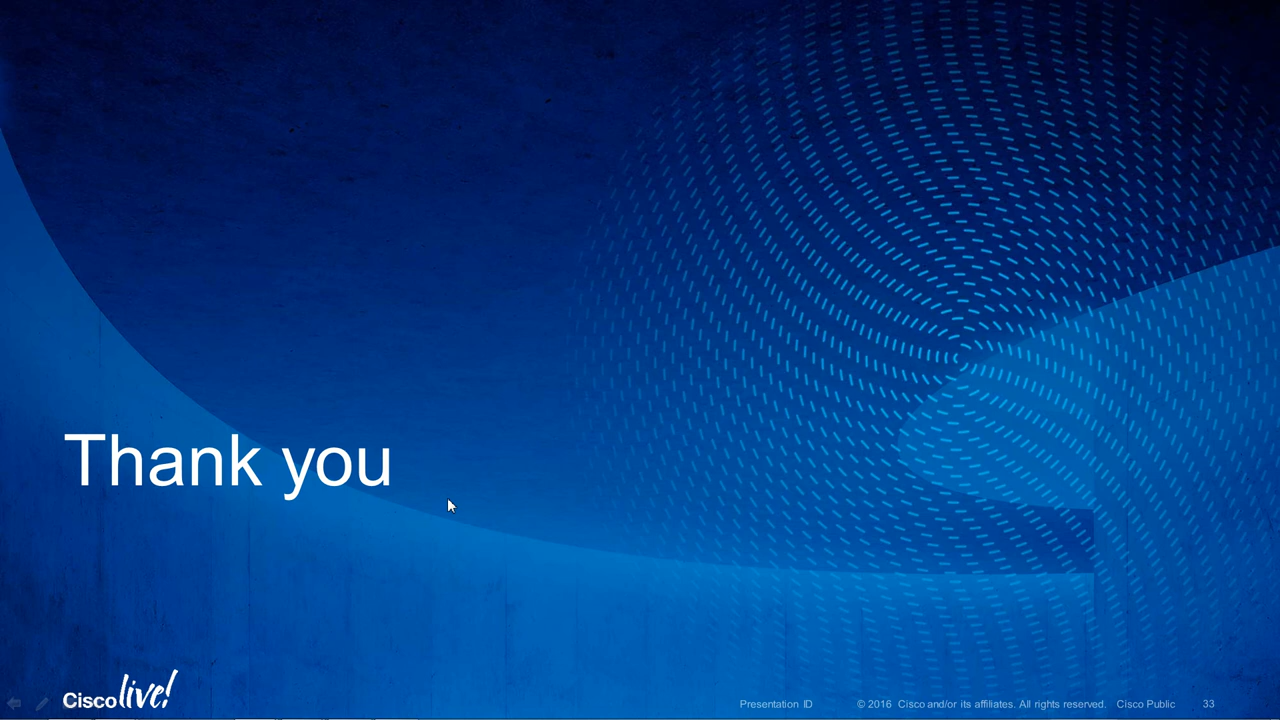 Thank you
Cisco live!
Presentation ID © 2016 Cisco and/or its affiliates. All rights reserved. Cisco Public 33